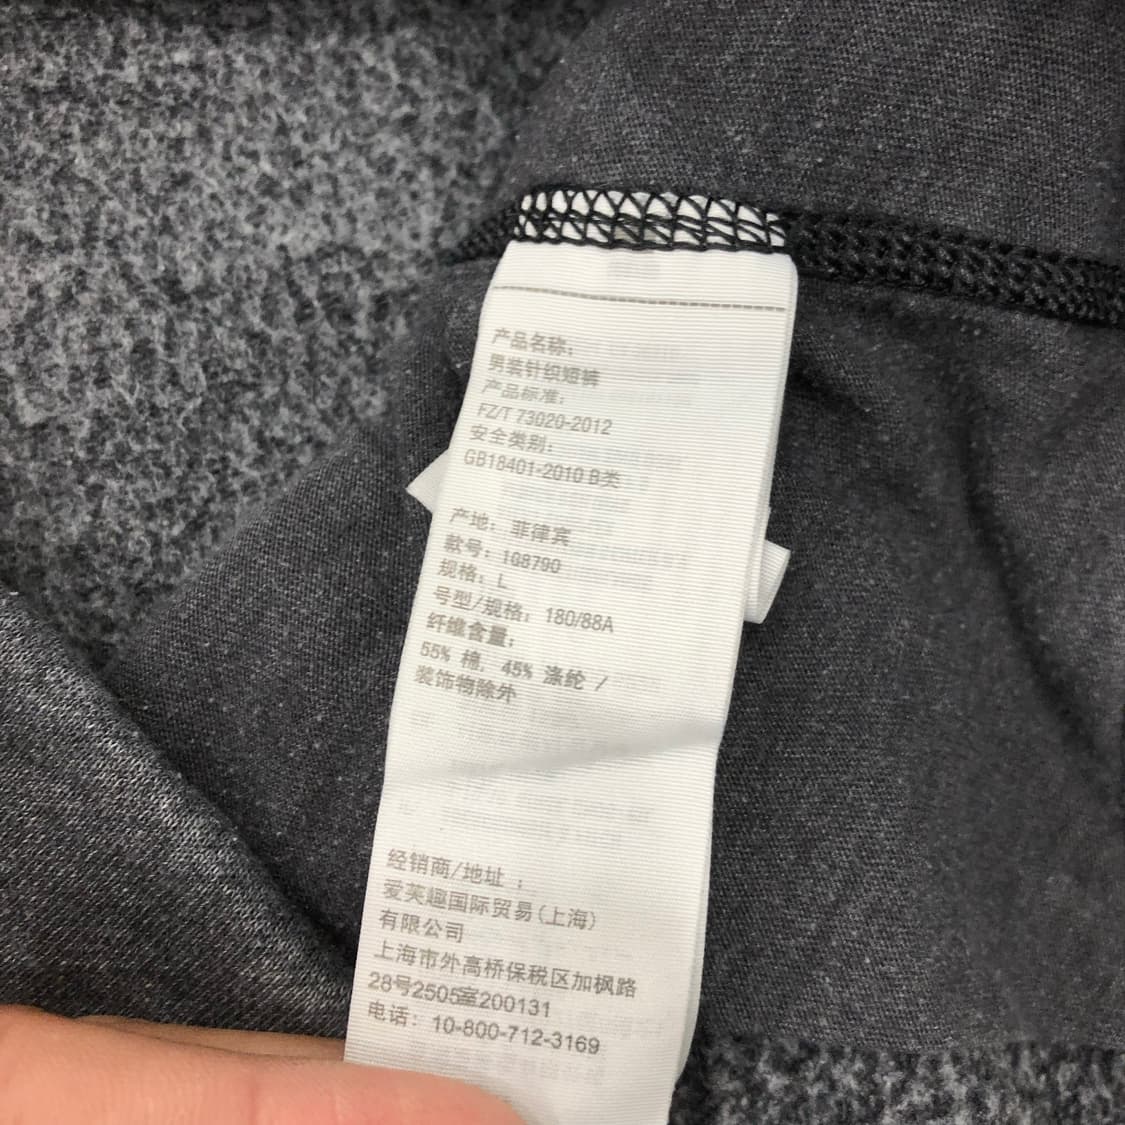 产品名称：
男装针织短裤
产品标准：
FZ/T 73020-2012
安全类别：
GB18401-2010 B类
产地：菲律宾
款号：108790
规格：L
号型/规格：180/88A
纤维含量：
55% 棉, 45% 涤纶 /
装饰物除外
经销商/地址：
爱芙趣国际贸易(上海)
有限公司
上海市外高桥保税区加枫路
28号2505室200131
电话：10-800-712-3169